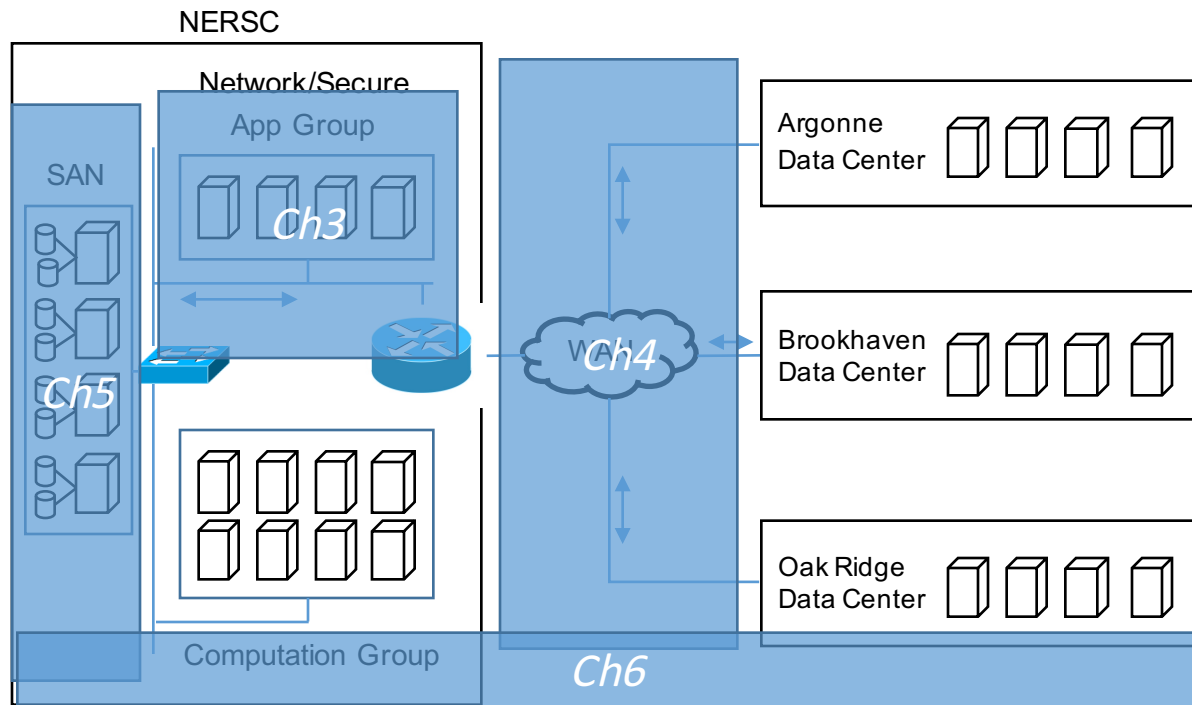 NERSC
Network/Secure
App Group
SAN
Ch3
Ch5
WAN
Ch4
Argonne
Data Center
Brookhaven
Data Center
Oak Ridge
Data Center
Computation Group
Ch6